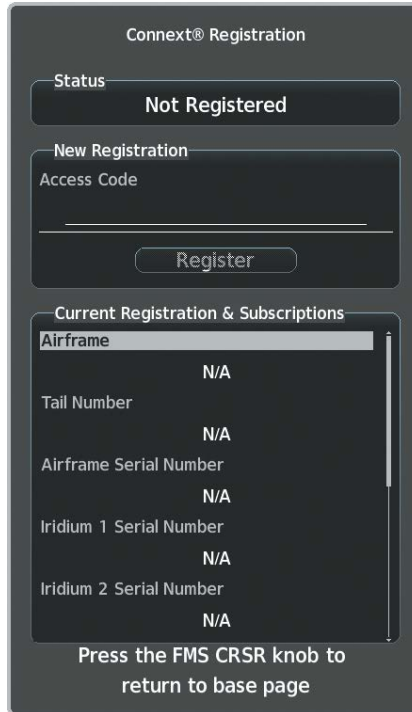 Connext® Registration
Status
Not Registered
New Registration
Access Code
Register
Current Registration & Subscriptions
Airframe
N/A
Tail Number
N/A
Airframe Serial Number
N/A
Iridium 1 Serial Number
N/A
Iridium 2 Serial Number
N/A
Press the FMS CRSR knob to
return to base page